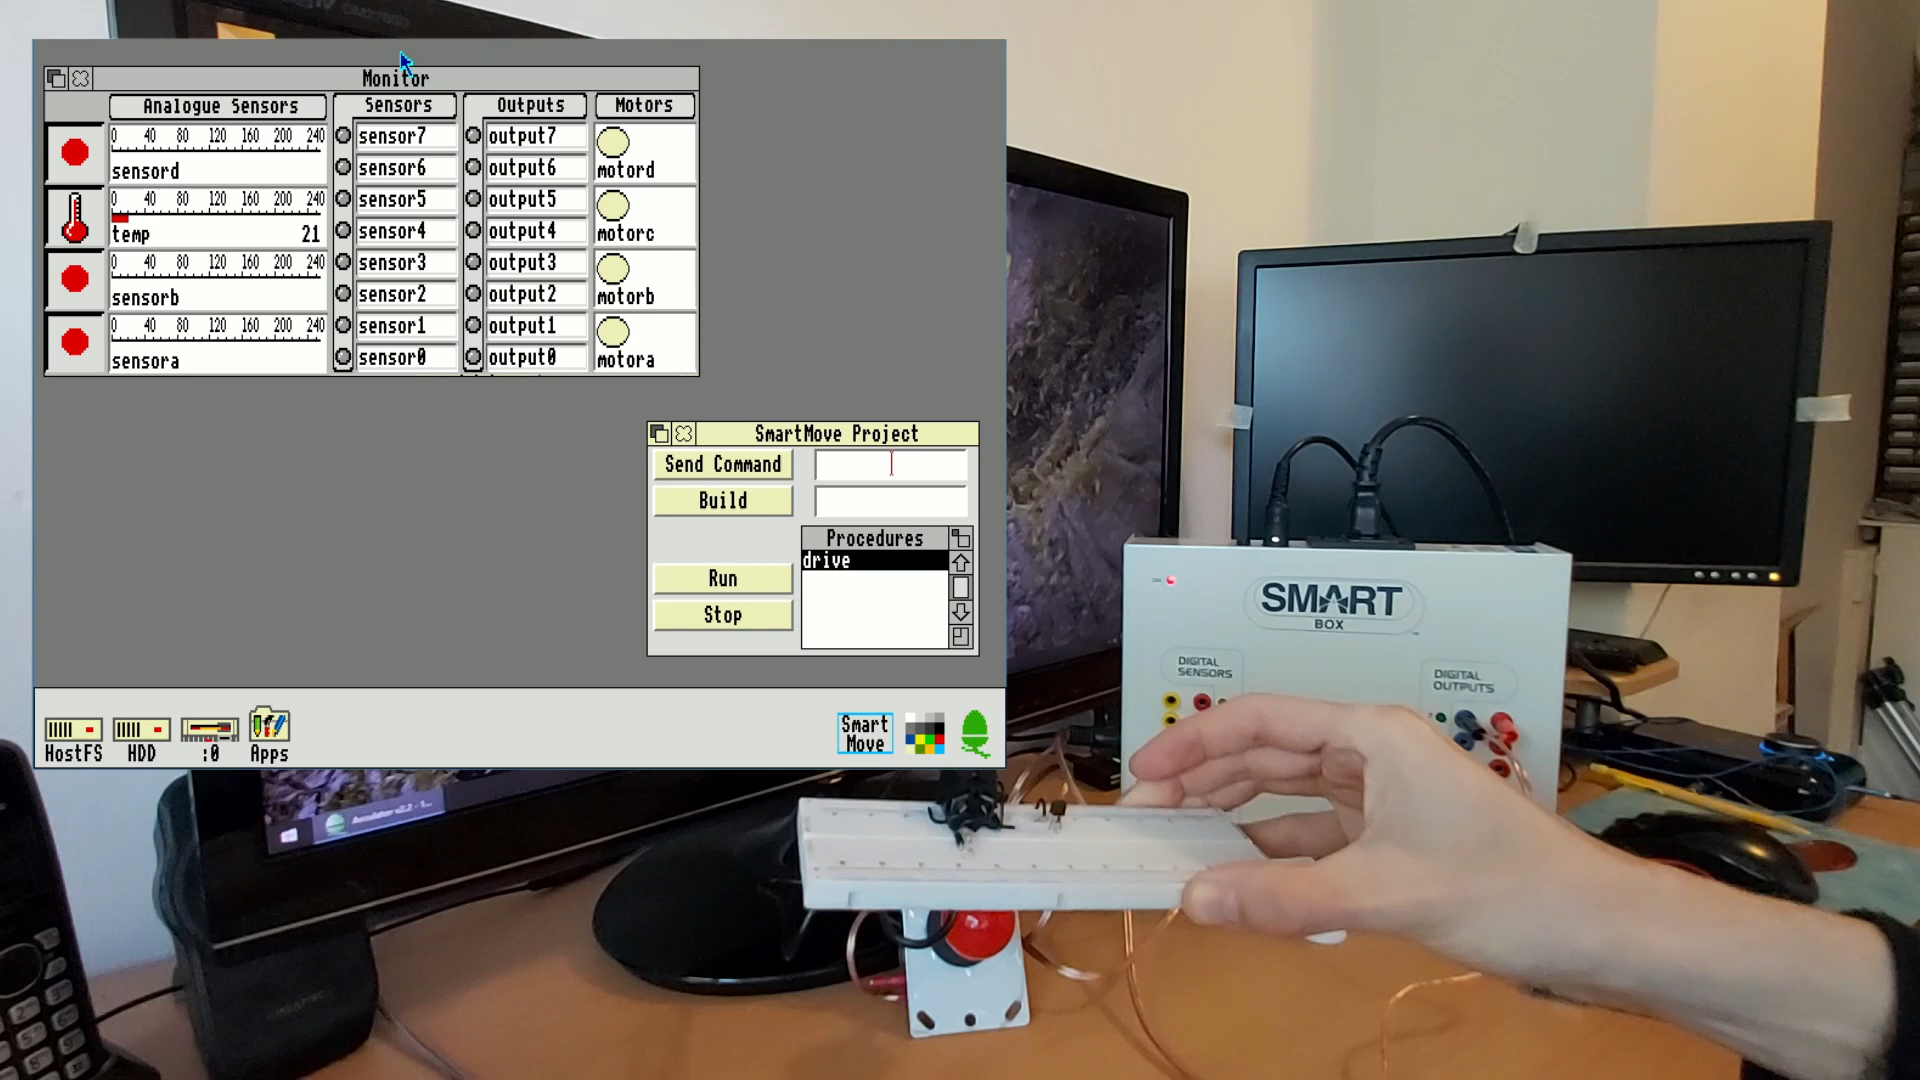 Monitor
Analogue Sensors
Sensors
Outputs
Motors
0 40 80 120 160 200 240
sensord
0 40 80 120 160 200 240
temp 21
0 40 80 120 160 200 240
sensorb
0 40 80 120 160 200 240
sensora
sensor7
sensor6
sensor5
sensor4
sensor3
sensor2
sensor1
sensor0
output7
output6
output5
output4
output3
output2
output1
output0
motord
motorc
motorb
motora
SmartMove Project
Send Command
Build
Run
Stop
Procedures
drive
HostFS
HDD
:0
Apps
Smart
Move
SMART
BOX
DIGITAL
SENSORS
DIGITAL
OUTPUTS